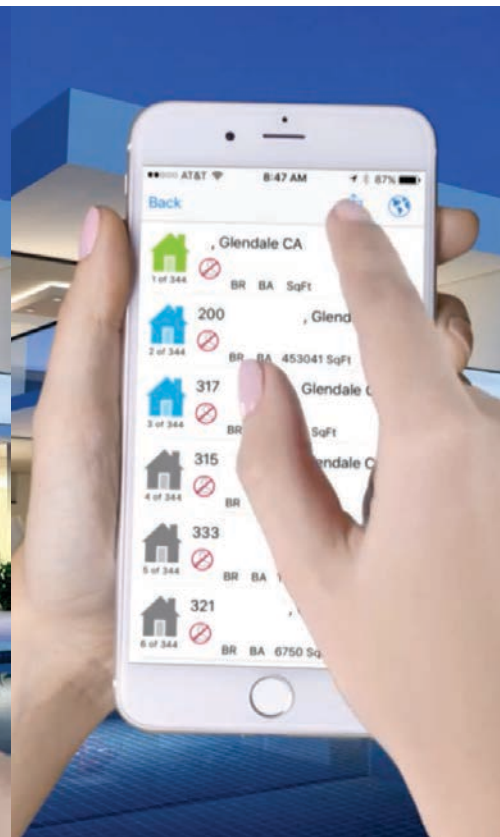 AT&T 8:47 AM 87%
Back
, Glendale CA
1 of 344
BR BA SqFt
200 , Glend
2 of 344
BR BA 453041 SqFt
317 Glendale
3 of 344
BR SqFt
315 endale C
4 of 344
BR
333
5 of 344
BR BA
321 ,
6 of 344
BR BA 6750 Sq